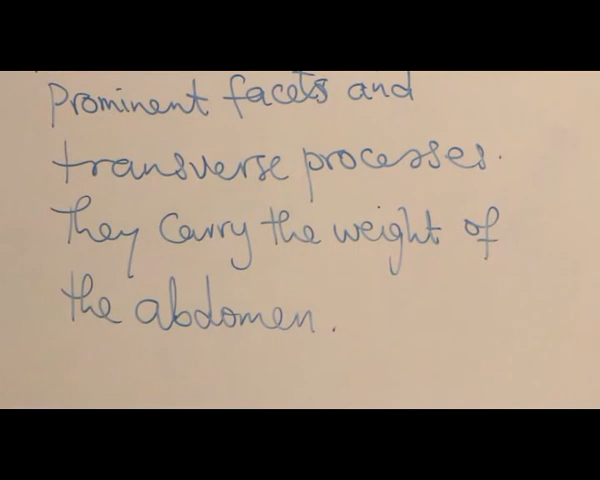 Prominent facets and
transverse processes.
They carry the weight of
the abdomen.